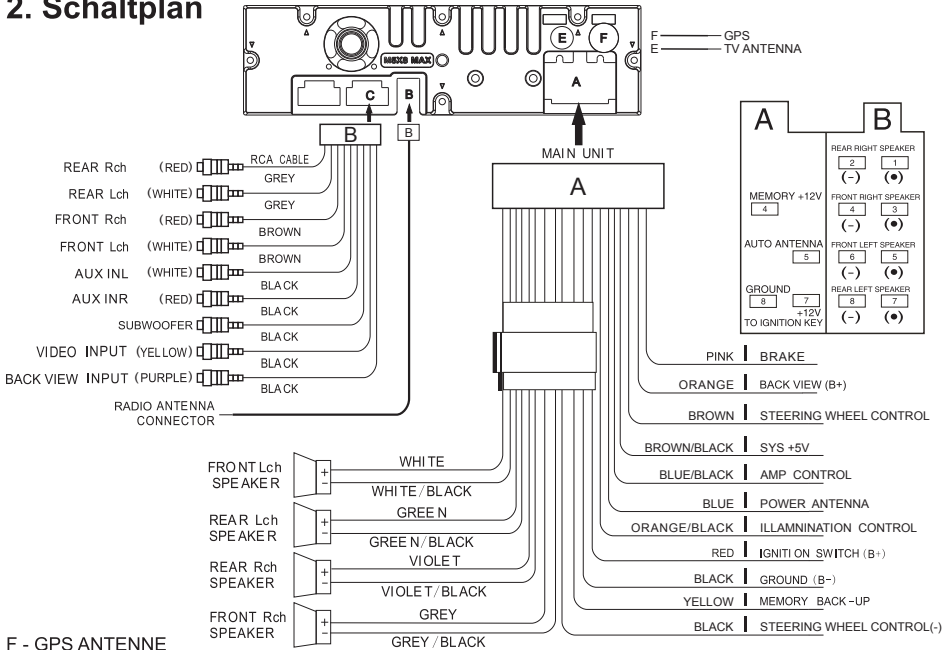 2. Schaltplan
E F
M5X8 MAX
C B A
F GPS
E TV ANTENNA
B B
MAIN UNIT
A
REAR Rch (RED) RCA CABLE
GREY
REAR Lch (WHITE)
GREY
FRONT Rch (RED)
BROWN
FRONT Lch (WHITE)
BROWN
AUX INL (WHITE)
BLACK
AUX INR (RED)
BLACK
SUBWOOFER
BLACK
VIDEO INPUT (YELLOW)
BLACK
BACK VIEW INPUT (PURPLE)
BLACK
RADIO ANTENNA
CONNECTOR
A B
REAR RIGHT SPEAKER
2 1
(-) (●)
MEMORY +12V
4
FRONT RIGHT SPEAKER
4 3
(-) (●)
AUTO ANTENNA
5
FRONT LEFT SPEAKER
6 5
(-) (●)
GROUND
8 7
+12V
TO IGNITION KEY
REAR LEFT SPEAKER
8 7
(-) (●)
PINK BRAKE
ORANGE BACK VIEW (B+)
BROWN STEERING WHEEL CONTROL
BROWN/BLACK SYS +5V
BLUE/BLACK AMP CONTROL
BLUE POWER ANTENNA
ORANGE/BLACK ILLAMNINATION CONTROL
RED IGNITION SWITCH (B+)
BLACK GROUND (B-)
YELLOW MEMORY BACK-UP
BLACK STEERING WHEEL CONTROL(-)
FRONT Lch
SPEAKER
+
-
WHITE
WHITE/BLACK
REAR Lch
SPEAKER
+
-
GREEN
GREEN/BLACK
REAR Rch
SPEAKER
+
-
VIOLET
VIOLET/BLACK
FRONT Rch
SPEAKER
+
-
GREY
GREY/BLACK
F - GPS ANTENNE